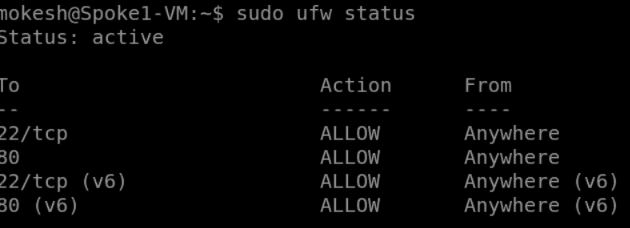 mokesh@Spoke1-VM:~$ sudo ufw status
Status: active
To Action From
-- ------ ----
22/tcp ALLOW Anywhere
80 ALLOW Anywhere
22/tcp (v6) ALLOW Anywhere (v6)
80 (v6) ALLOW Anywhere (v6)